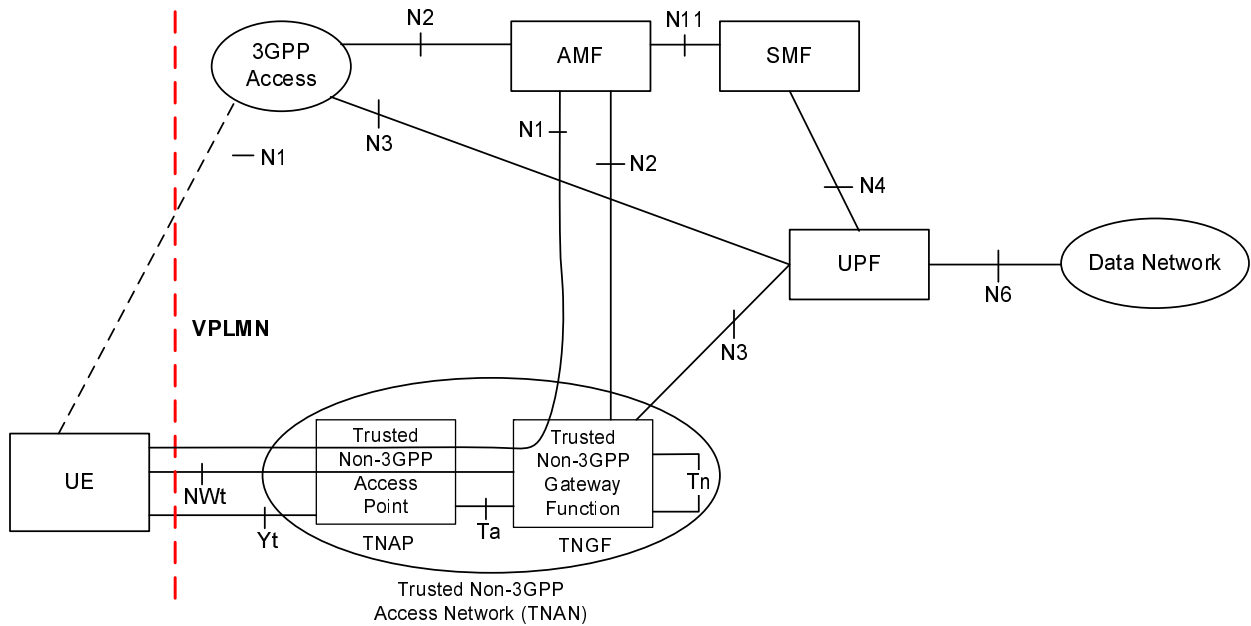 N2
N11
3GPP
Access
AMF
SMF
N1
N3
N1
N2
N4
UPF
Data Network
N6
VPLMN
N3
UE
Trusted
Non-3GPP
Access
Point
Trusted
Non-3GPP
Gateway
Function
Tn
NWt
Yt
Ta
TNAP
TNGF
Trusted Non-3GPP
Access Network (TNAN)